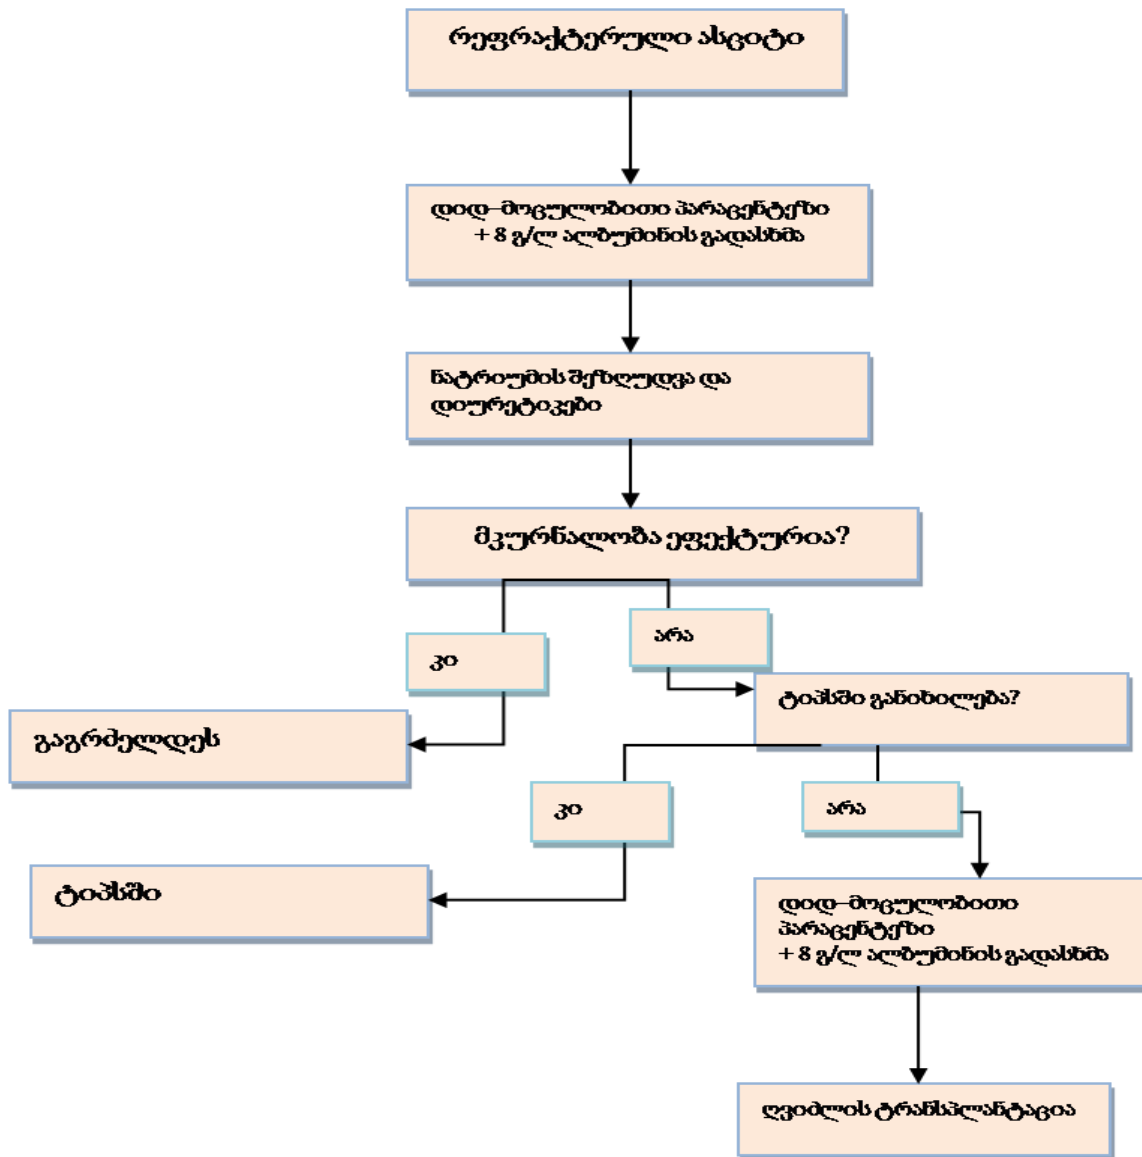 რეფრაქტერული ასციტი
დიდ–მოცულობითი პარაცენტეზი
+ 8 გ/ლ ალბუმინის გადასხმა
ნატრიუმის შეზღუდვა და
დიურეტიკები
მკურნალობა ეფექტურია?
კი
არა
ტიპსში განიხილება?
გაგრძელდეს
კი
არა
ტიპსში
დიდ–მოცულობითი
პარაცენტეზი
+ 8 გ/ლ ალბუმინის გადასხმა
ღვიძლის ტრანსპლანტაცია